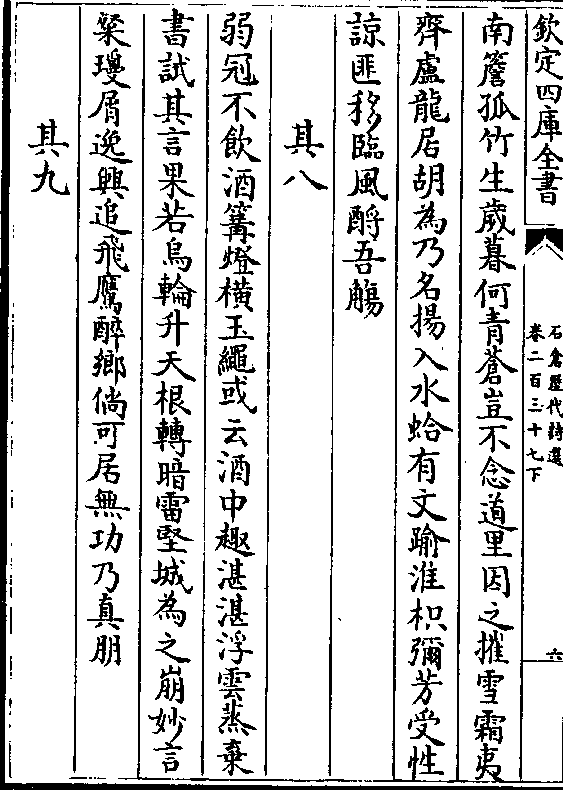 欽定四庫全書
石倉歷代詩選
卷二百三十七下
六
南簷孤竹生歲暮何青蒼豈不念道里因之摧雪霜夷
齊盧龍居胡為乃名揚入水蛤有文踰淮枳彌芳受性
諒匪移臨風酹吾觴
其八
弱冠不飲酒篝燈橫玉繩或云酒中趣湛湛浮雲蒸棄
書試其言果若烏輪升天根轉暗雷堅城為之崩妙言
粲瓊屑逸興追飛鷹醉鄉倘可居無功乃真朋
其九